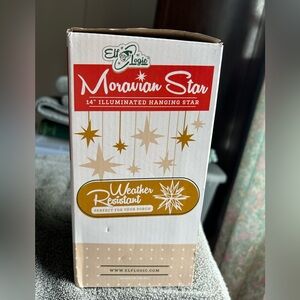 Elf Logic
Moravian Star
14" ILLUMINATED HANGING STAR
Weather
Resistant
PERFECT FOR YOUR PORCH
WWW.ELFLOGIC.COM